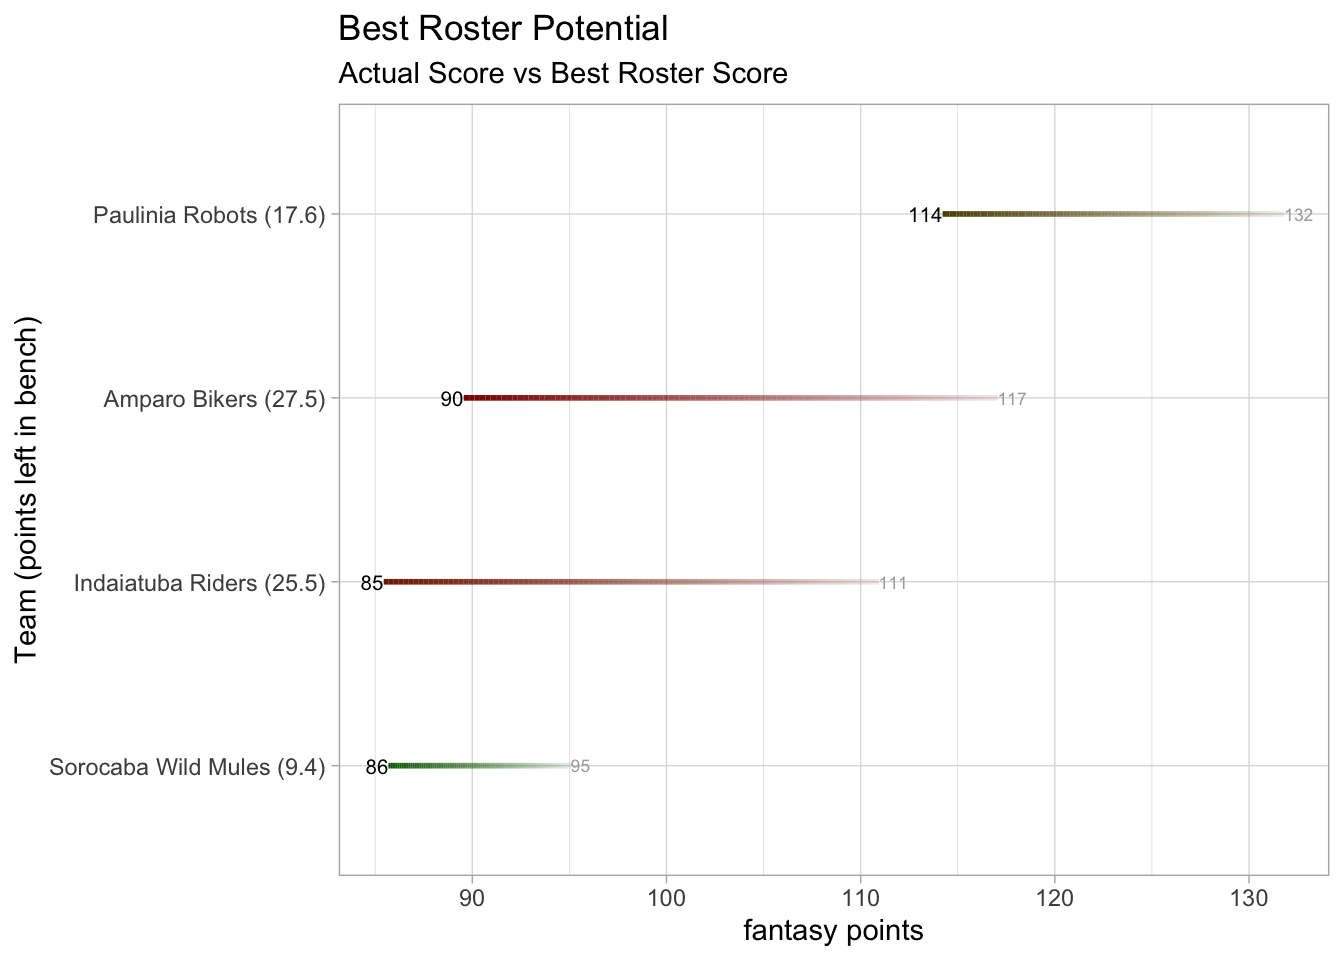 Best Roster Potential
Actual Score vs Best Roster Score
Team (points left in bench)
Paulinia Robots (17.6)
114
132
Amparo Bikers (27.5)
90
117
Indaiatuba Riders (25.5)
85
111
Sorocaba Wild Mules (9.4)
86
95
90
100
110
120
130
fantasy points